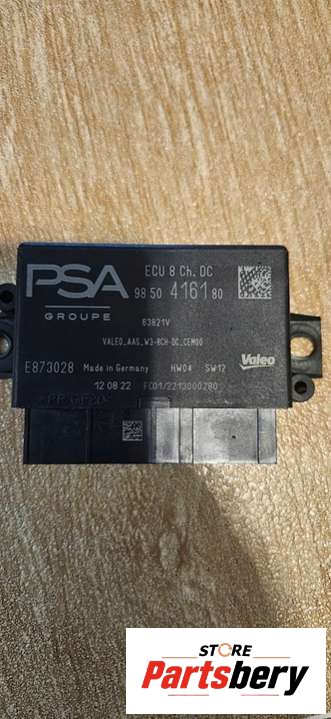 PSA
GROUPE
ECU 8 Ch. DC
98 50 4161 80
63821V
VALEO_AAS_W3-8CH-DC_CEM00
E873028 Made in Germany HW04 SW12 Valeo
12 08 22 FC01/2213000280
STORE
Partsbery